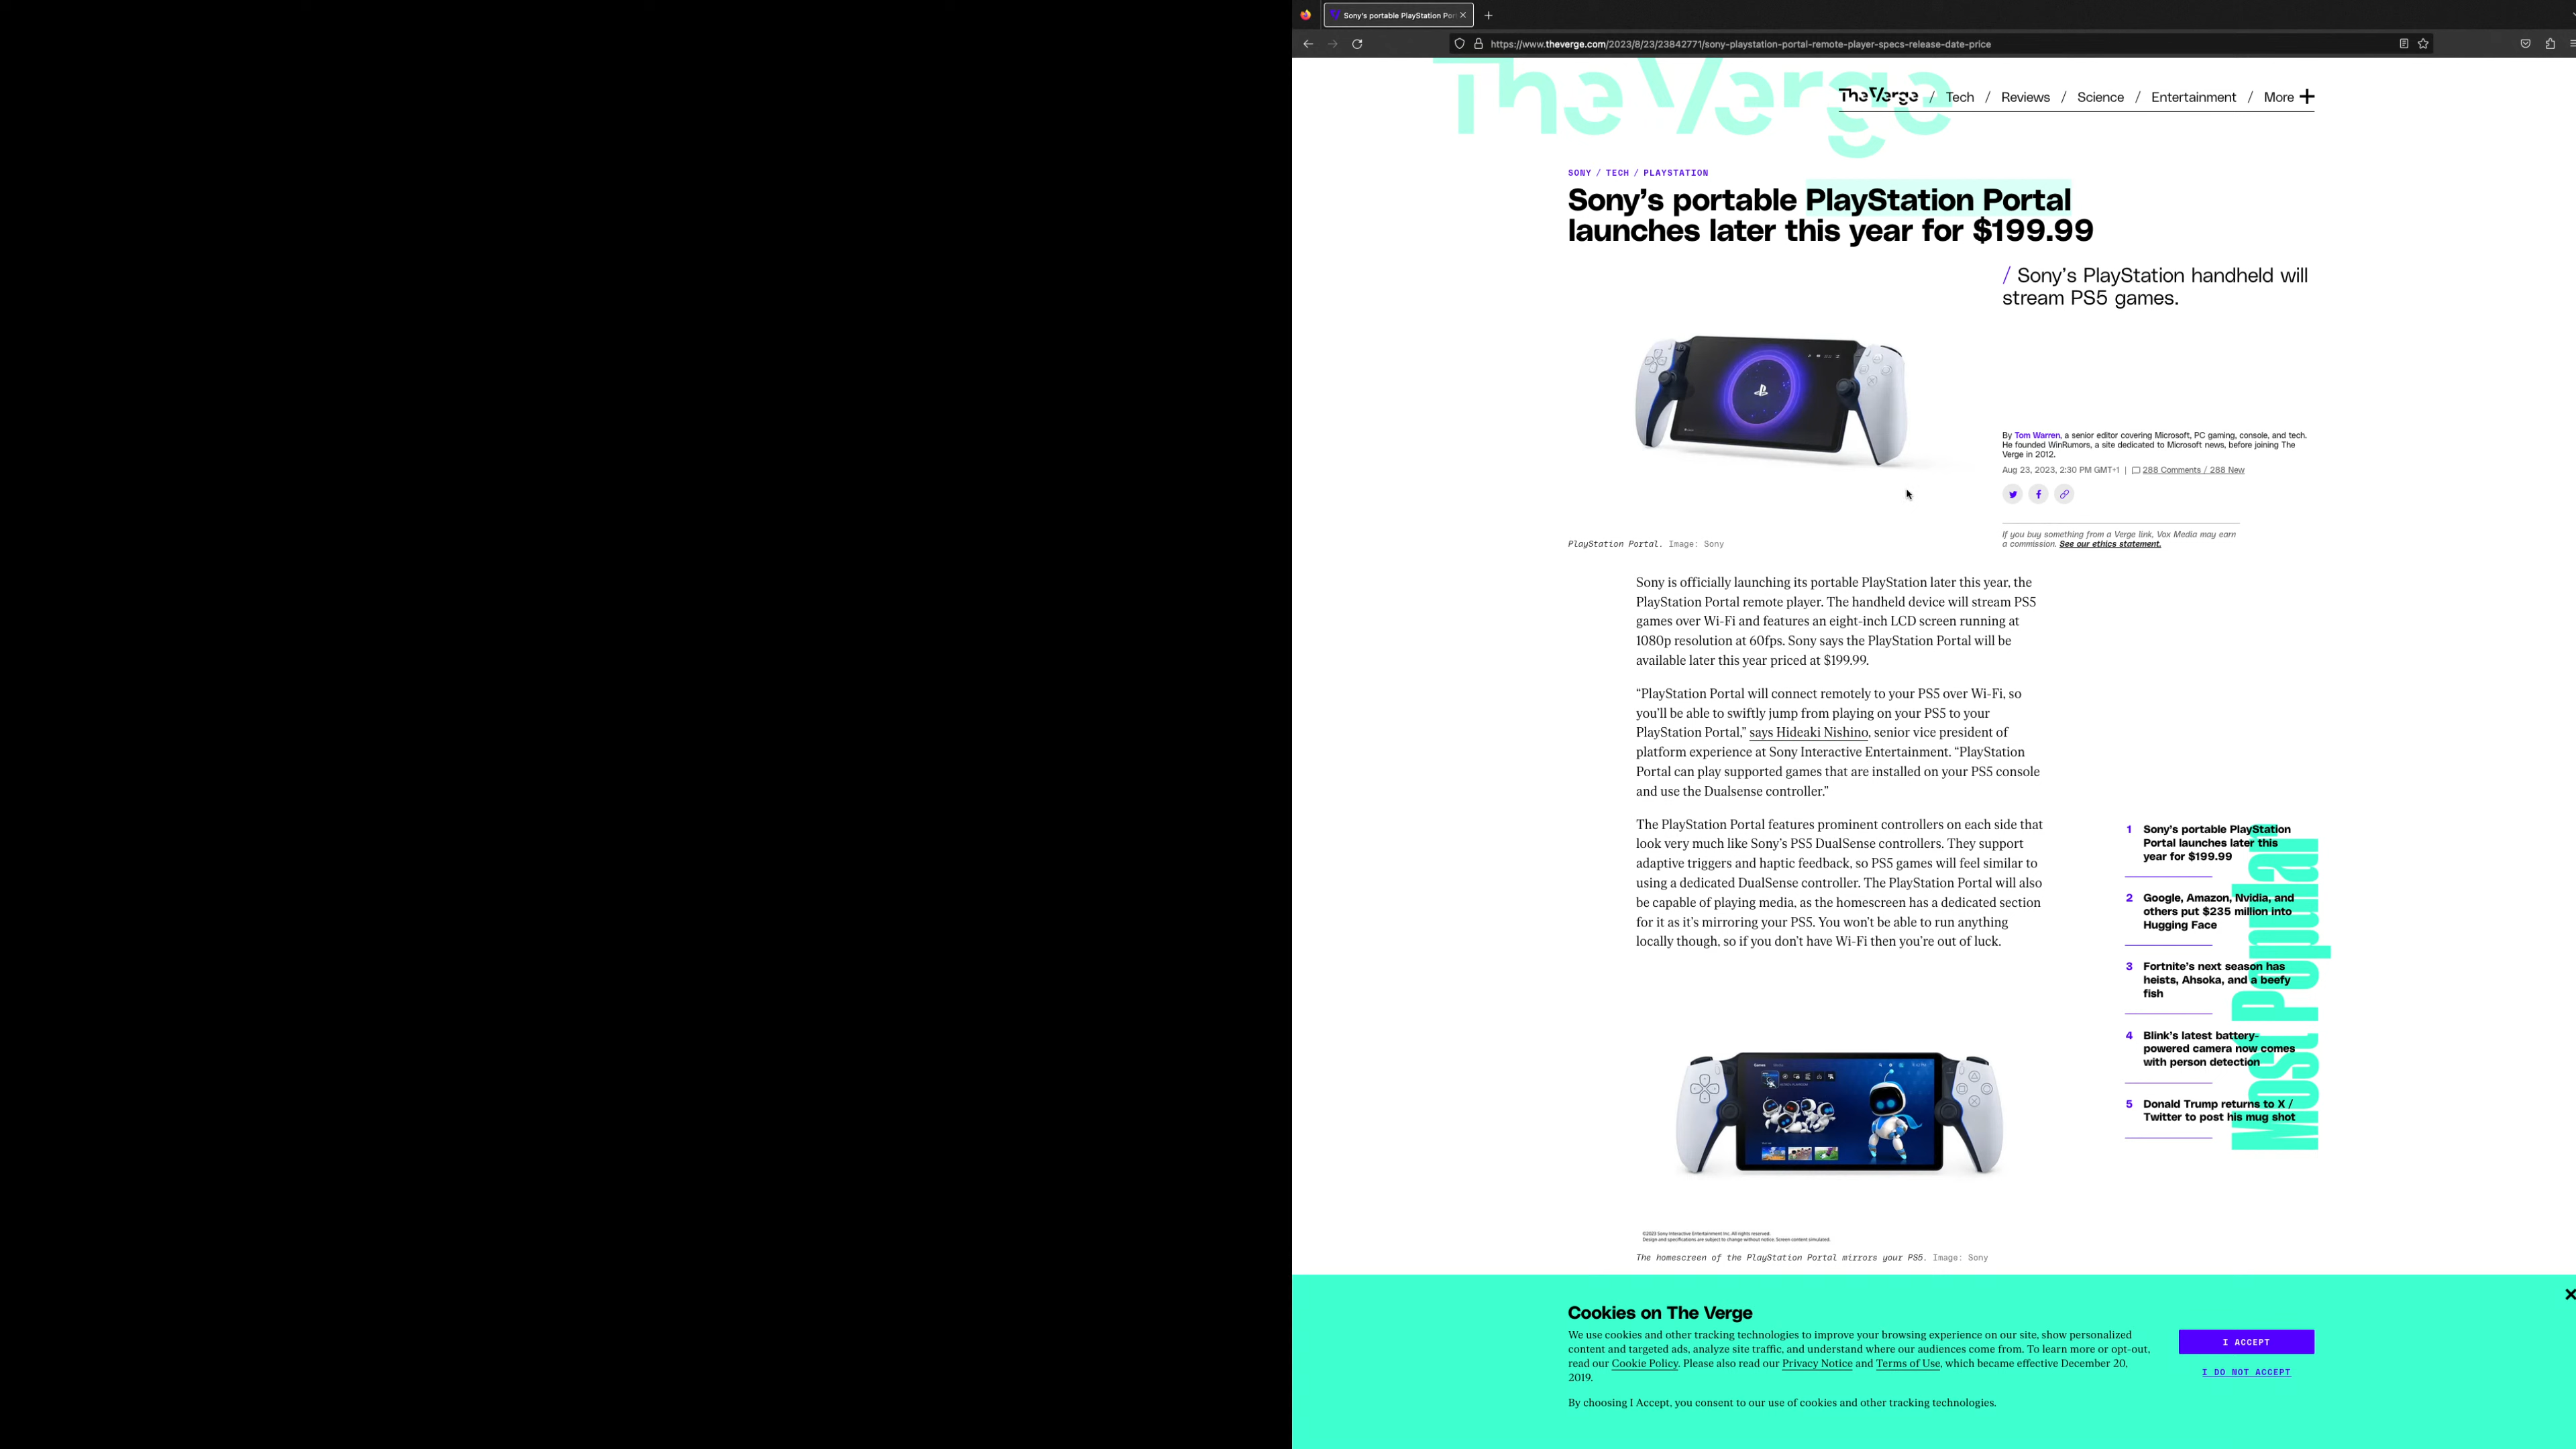 Sony's portable PlayStation Por
https://www.theverge.com/2023/8/23/23842771/sony-playstation-portal-remote-player-specs-release-date-price
The Verge
The Verge / Tech / Reviews / Science / Entertainment / More
SONY / TECH / PLAYSTATION
Sony’s portable PlayStation Portal
launches later this year for $199.99
/ Sony’s PlayStation handheld will
stream PS5 games.
By Tom Warren, a senior editor covering Microsoft, PC gaming, console, and tech.
He founded WinRumors, a site dedicated to Microsoft news, before joining The
Verge in 2012.
Aug 23, 2023, 2:30 PM GMT+1 | 288 Comments / 288 New
If you buy something from a Verge link, Vox Media may earn
a commission. See our ethics statement.
PlayStation Portal. Image: Sony
Sony is officially launching its portable PlayStation later this year, the
PlayStation Portal remote player. The handheld device will stream PS5
games over Wi-Fi and features an eight-inch LCD screen running at
1080p resolution at 60fps. Sony says the PlayStation Portal will be
available later this year priced at $199.99.
“PlayStation Portal will connect remotely to your PS5 over Wi-Fi, so
you’ll be able to swiftly jump from playing on your PS5 to your
PlayStation Portal,” says Hideaki Nishino, senior vice president of
platform experience at Sony Interactive Entertainment. “PlayStation
Portal can play supported games that are installed on your PS5 console
and use the Dualsense controller.”
The PlayStation Portal features prominent controllers on each side that
look very much like Sony’s PS5 DualSense controllers. They support
adaptive triggers and haptic feedback, so PS5 games will feel similar to
using a dedicated DualSense controller. The PlayStation Portal will also
be capable of playing media, as the homescreen has a dedicated section
for it as it’s mirroring your PS5. You won’t be able to run anything
locally though, so if you don’t have Wi-Fi then you’re out of luck.
Most Popular
1 Sony’s portable PlayStation
Portal launches later this
year for $199.99
2 Google, Amazon, Nvidia, and
others put $235 million into
Hugging Face
3 Fortnite’s next season has
heists, Ahsoka, and a beefy
fish
4 Blink’s latest battery-
powered camera now comes
with person detection
5 Donald Trump returns to X /
Twitter to post his mug shot
©2023 Sony Interactive Entertainment Inc. All rights reserved.
Design and specifications are subject to change without notice. Screen content simulated.
The homescreen of the PlayStation Portal mirrors your PS5. Image: Sony
Cookies on The Verge
We use cookies and other tracking technologies to improve your browsing experience on our site, show personalized
content and targeted ads, analyze site traffic, and understand where our audiences come from. To learn more or opt-out,
read our Cookie Policy. Please also read our Privacy Notice and Terms of Use, which became effective December 20,
2019.
By choosing I Accept, you consent to our use of cookies and other tracking technologies.
I ACCEPT
I DO NOT ACCEPT